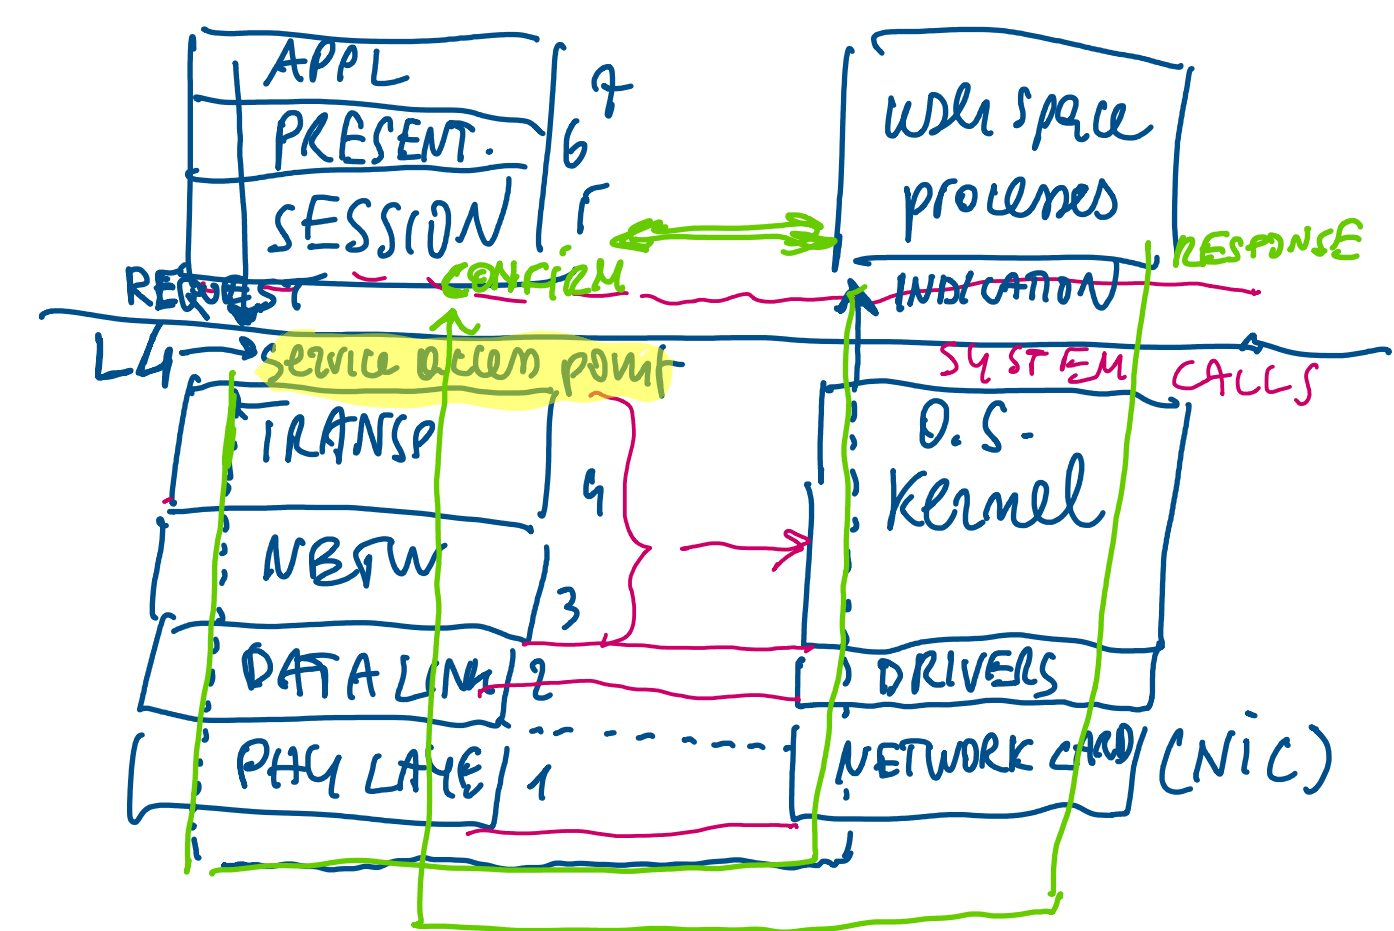 APPL
7
PRESENT.
6
SESSION
5
REQUEST
CONFIRM
L4
service access point
TRANSP
4
NETW
3
DATA LINK
2
PHY LAYE
1
user space
processes
RESPONSE
INDICATION
SYSTEM CALLS
O.S.
Kernel
DRIVERS
NETWORK CARD (NiC)